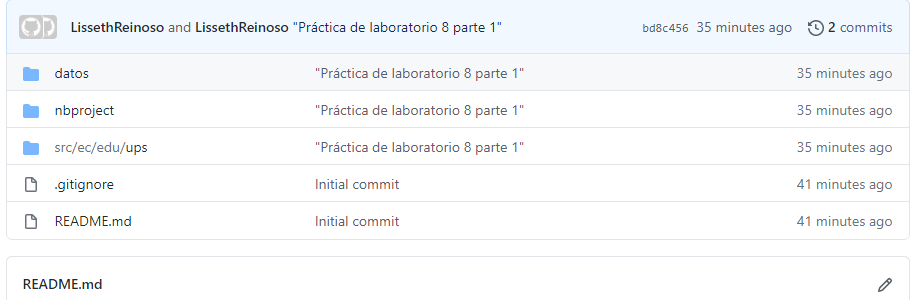 LissethReinoso and LissethReinoso "Práctica de laboratorio 8 parte 1" bd8c456 35 minutes ago 2 commits
datos "Práctica de laboratorio 8 parte 1" 35 minutes ago
nbproject "Práctica de laboratorio 8 parte 1" 35 minutes ago
src/ec/edu/ups "Práctica de laboratorio 8 parte 1" 35 minutes ago
.gitignore Initial commit 41 minutes ago
README.md Initial commit 41 minutes ago
README.md